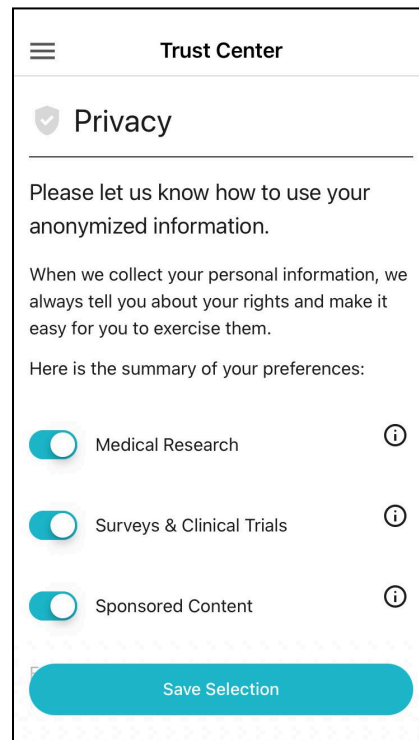 Trust Center
Privacy
Please let us know how to use your
anonymized information.
When we collect your personal information, we
always tell you about your rights and make it
easy for you to exercise them.
Here is the summary of your preferences:
Medical Research
Surveys & Clinical Trials
Sponsored Content
Save Selection